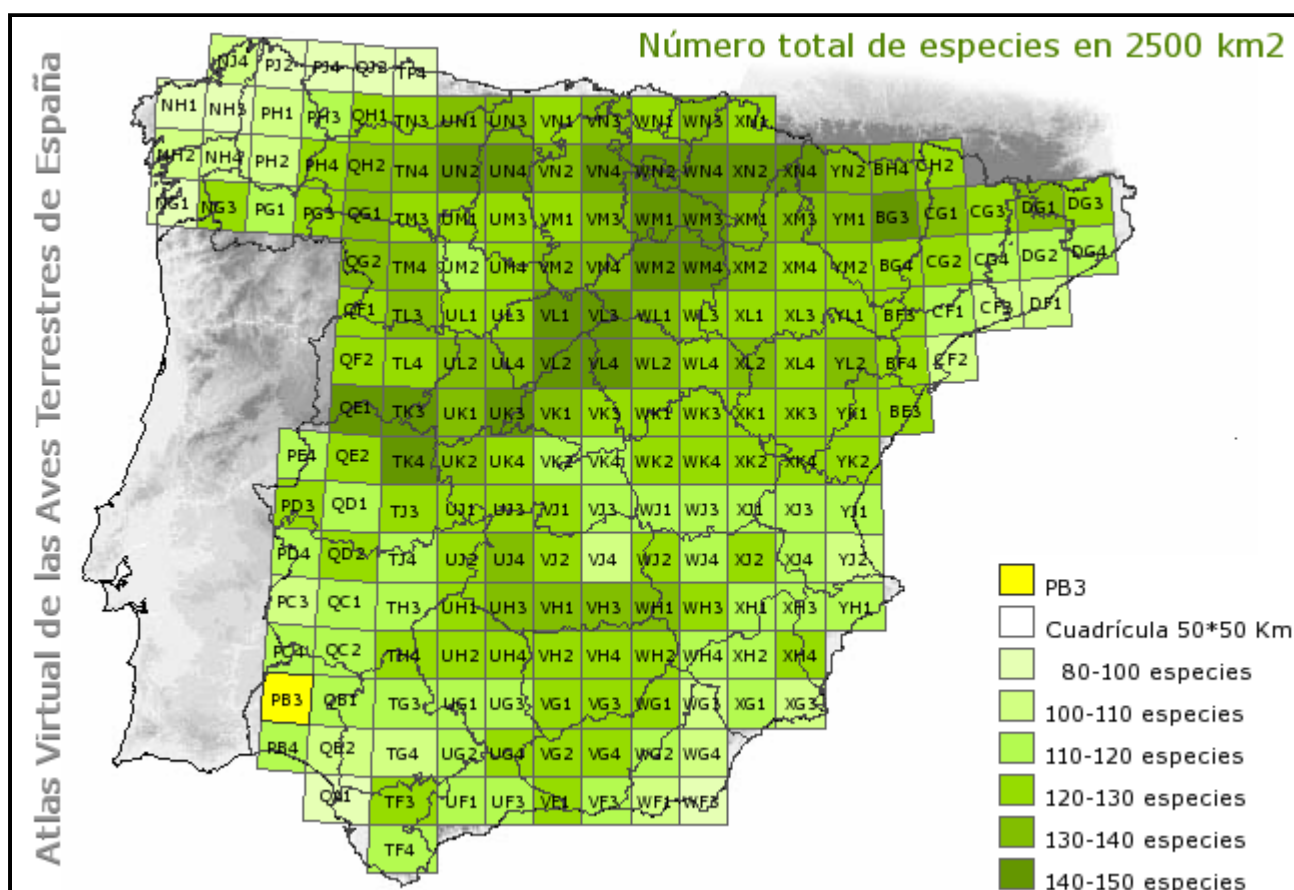 Número total de especies en 2500 km2
Atlas Virtual de las Aves Terrestres de España
NJ4 PJ2 PJ4 QJ2 TP4
NH1 NH3 PH1 PH3 QH1 TN3 UN1 UN3 VN1 VN3 WN1 WN3 XN1
NH2 NH4 PH2 PH4 QH2 TN4 UN2 UN4 VN2 VN4 WN2 WN4 XN2 XN4 YN2 BH4 CH2
NG1 NG3 PG1 PG3 QG1 TM3 UM1 UM3 VM1 VM3 WM1 WM3 XM1 XM3 YM1 BG3 CG1 CG3 DG1 DG3
QG2 TM4 UM2 UM4 VM2 VN4 WM2 WM4 XM2 XM4 YM2 BG4 CG2 CG4 DG2 DG4
QF1 TL3 UL1 UL3 VL1 VL3 WL1 WL3 XL1 XL3 YL1 BF3 CF1 CF3 DF1
QF2 TL4 UL2 UL4 VL2 VL4 WL2 WL4 XL2 XL4 YL2 BF4 CF2
QE1 TK3 UK1 UK3 VK1 VK3 WK1 WK3 XK1 XK3 YK1 BE3
PE4 QE2 TK4 UK2 UK4 VK2 VK4 WK2 WK4 XK2 XK4 YK2
PD3 QD1 TJ3 UJ1 UJ3 VJ1 VJ3 WJ1 WJ3 XJ1 XJ3 YJ1
PD4 QD2 TJ4 UJ2 UJ4 VJ2 VJ4 WJ2 WJ4 XJ2 XJ4 YJ2
PC3 QC1 TH3 UH1 UH3 VH1 VH3 WH1 WH3 XH1 XH3 YH1
PC4 QC2 TH4 UH2 UH4 VH2 VH4 WH2 WH4 XH2 XH4
PB3 QB1 TG3 UG1 UG3 VG1 VG3 WG1 WG3 XG1 XG3
PB4 QB2 TG4 UG2 UG4 VG2 VG4 WG2 WG4
QA1 TF3 UF1 UF3 VF1 VF3 WF1 WF3
TF4
PB3
Cuadrícula 50*50 Km
80-100 especies
100-110 especies
110-120 especies
120-130 especies
130-140 especies
140-150 especies